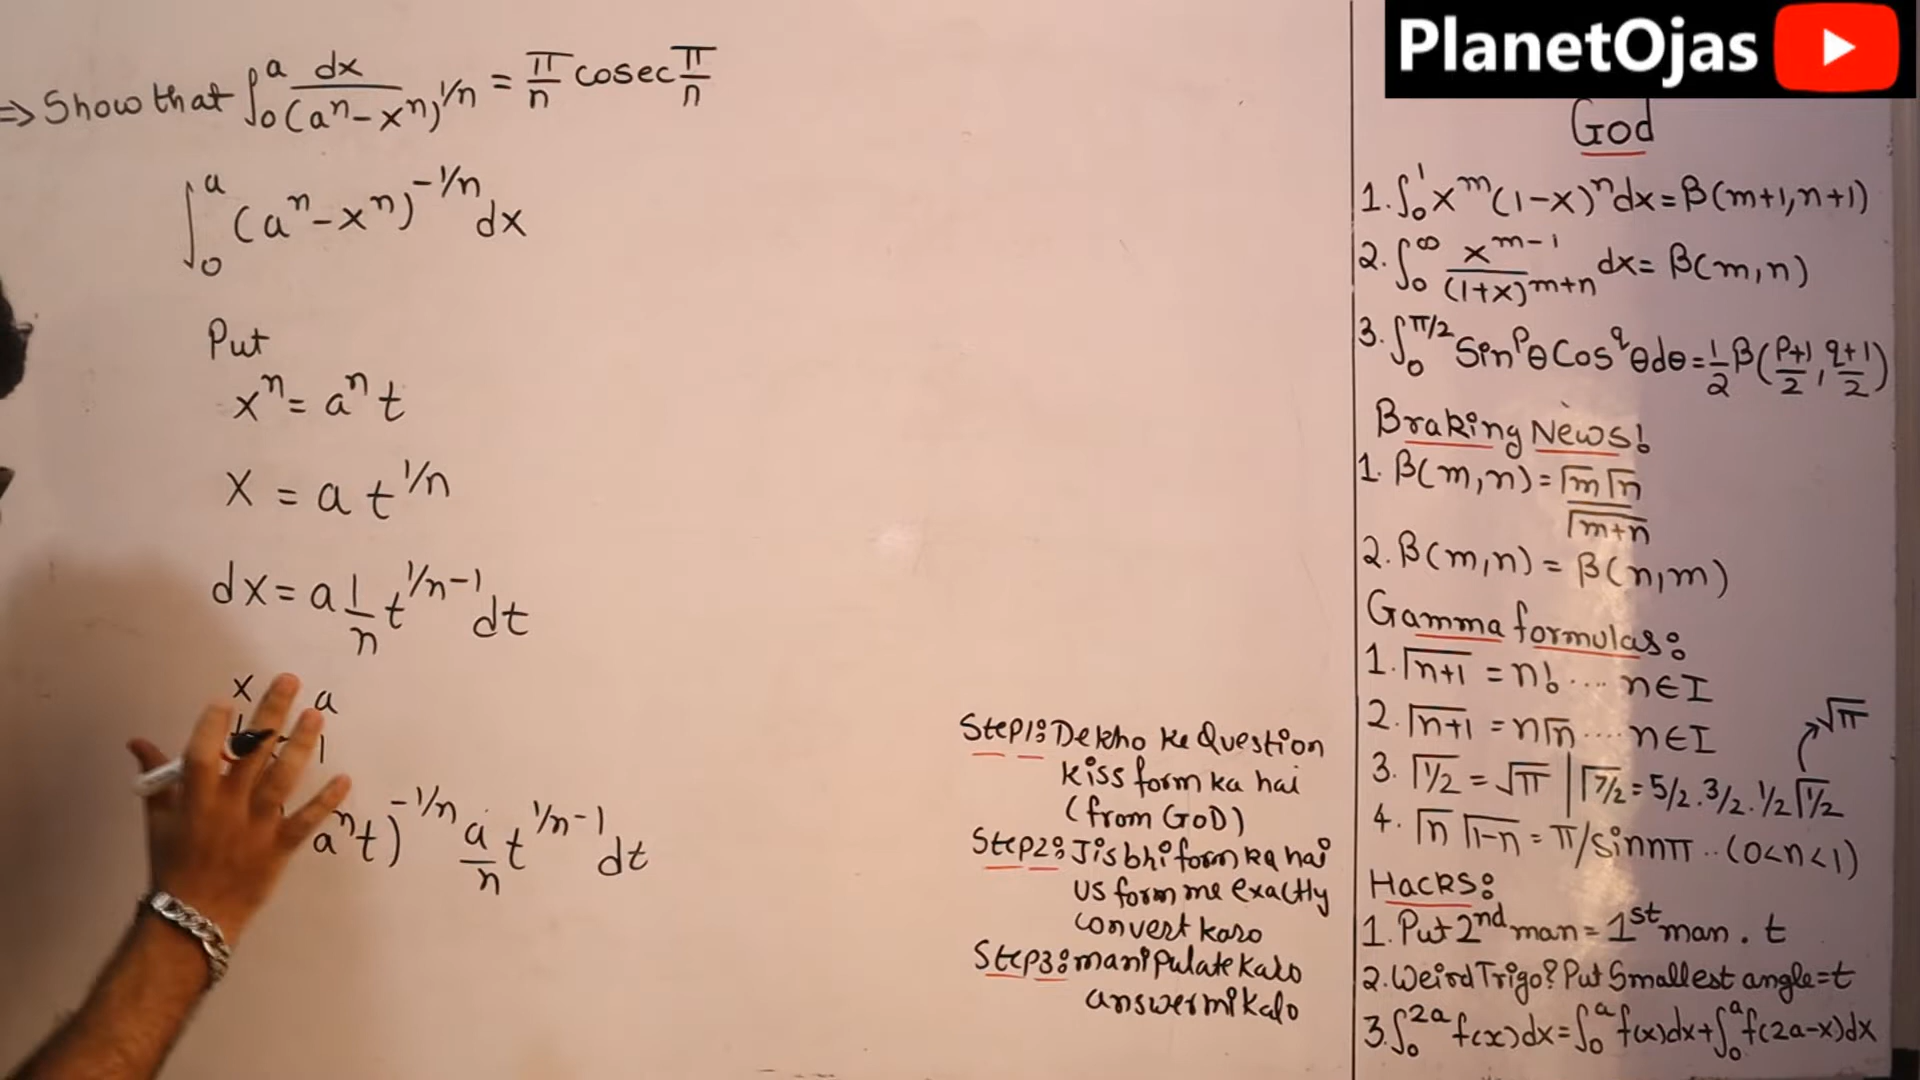 PlanetOjas
⇒ Show that ∫₀ᵃ dx/(aⁿ-xⁿ)^1/n = π/n cosec π/n
∫₀ᵃ (aⁿ-xⁿ)^-1/n dx
Put
xⁿ = aⁿ t
x = a t^1/n
dx = a 1/n t^1/n-1 dt
x a
1
aⁿt)^-1/n a/n t^1/n-1 dt
Step1: Dekho ke Question
kiss form ka hai
(from GoD)
Step2: Jis bhi form ka hai
us form me exactly
convert karo
Step3: manipulate karo
answer nikalo
God
1. ∫₀¹ x^m (1-x)^n dx = β(m+1, n+1)
2. ∫₀^∞ x^m-1/(1+x)^m+n dx = β(m,n)
3. ∫₀^π/2 Sin^p θ Cos^q θ dθ = 1/2 β(p+1/2, q+1/2)
Braking News!
1. β(m,n) = Γm Γn/Γm+n
2. β(m,n) = β(n,m)
Gamma formulas:
1. Γn+1 = n! .... n∈I
2. Γn+1 = nΓn .... n∈I
√π
3. Γ1/2 = √π | Γ7/2 = 5/2 . 3/2 . 1/2 Γ1/2
4. Γn Γ1-n = π/sin nπ .. (0<n<1)
Hacks:
1. Put 2nd man = 1st man . t
2. Weird Trigo? Put Smallest angle = t
3. ∫₀^2a f(x)dx = ∫₀^a f(x)dx + ∫₀^a f(2a-x)dx